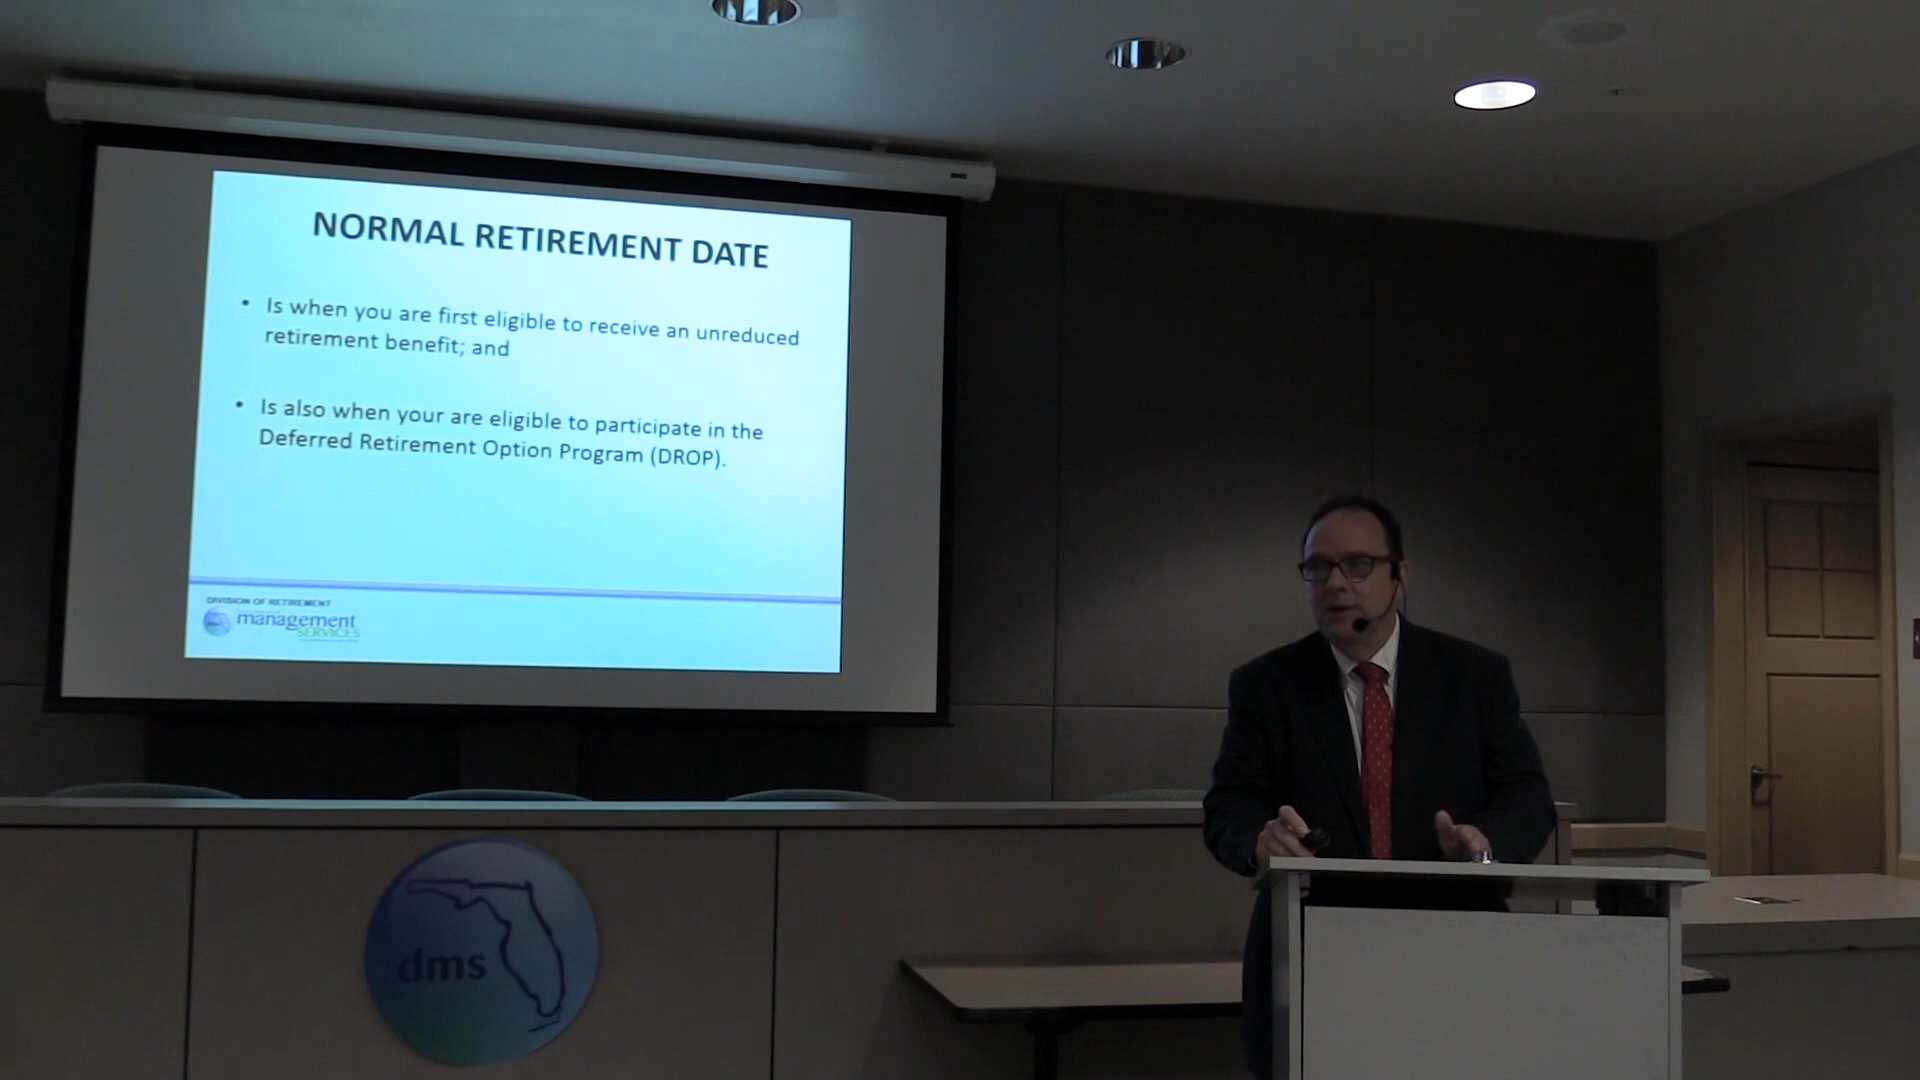 NORMAL RETIREMENT DATE
• Is when you are first eligible to receive an unreduced
retirement benefit; and
• Is also when your are eligible to participate in the
Deferred Retirement Option Program (DROP).
DIVISION OF RETIREMENT
management
SERVICES
dms